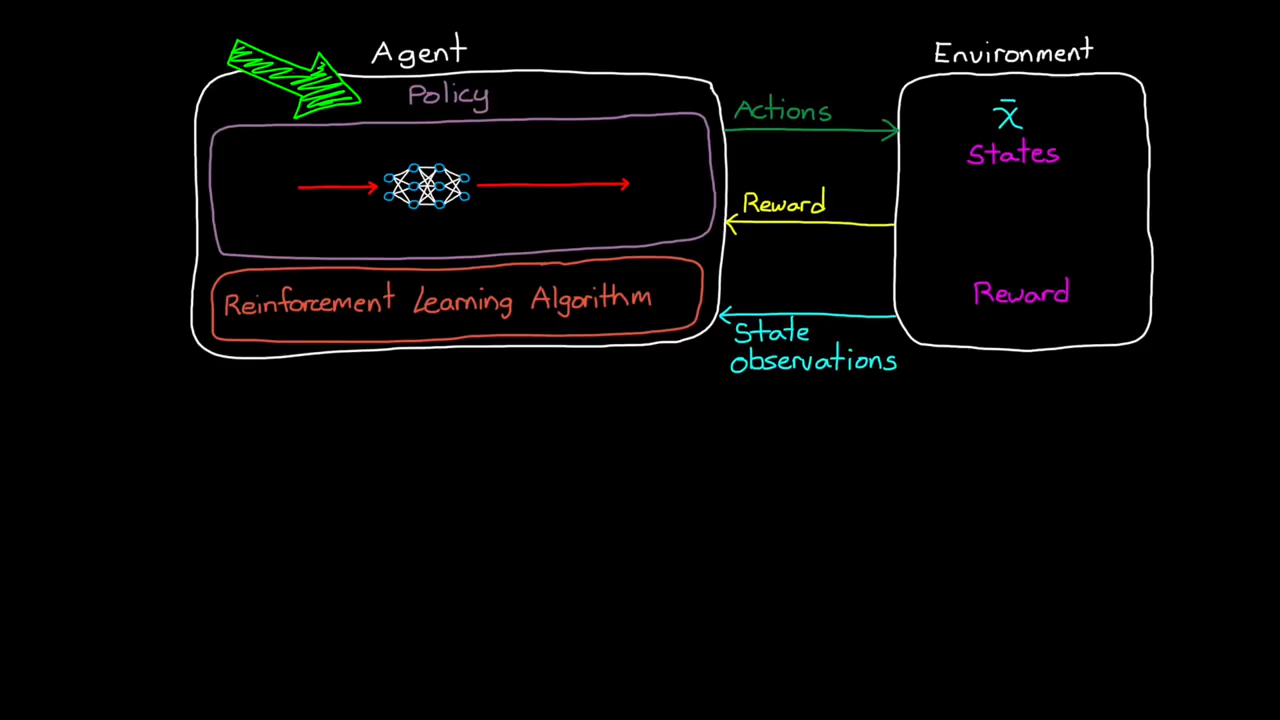 Agent
Policy
Reinforcement Learning Algorithm
Actions
Reward
State
observations
Environment
x̄
States
Reward